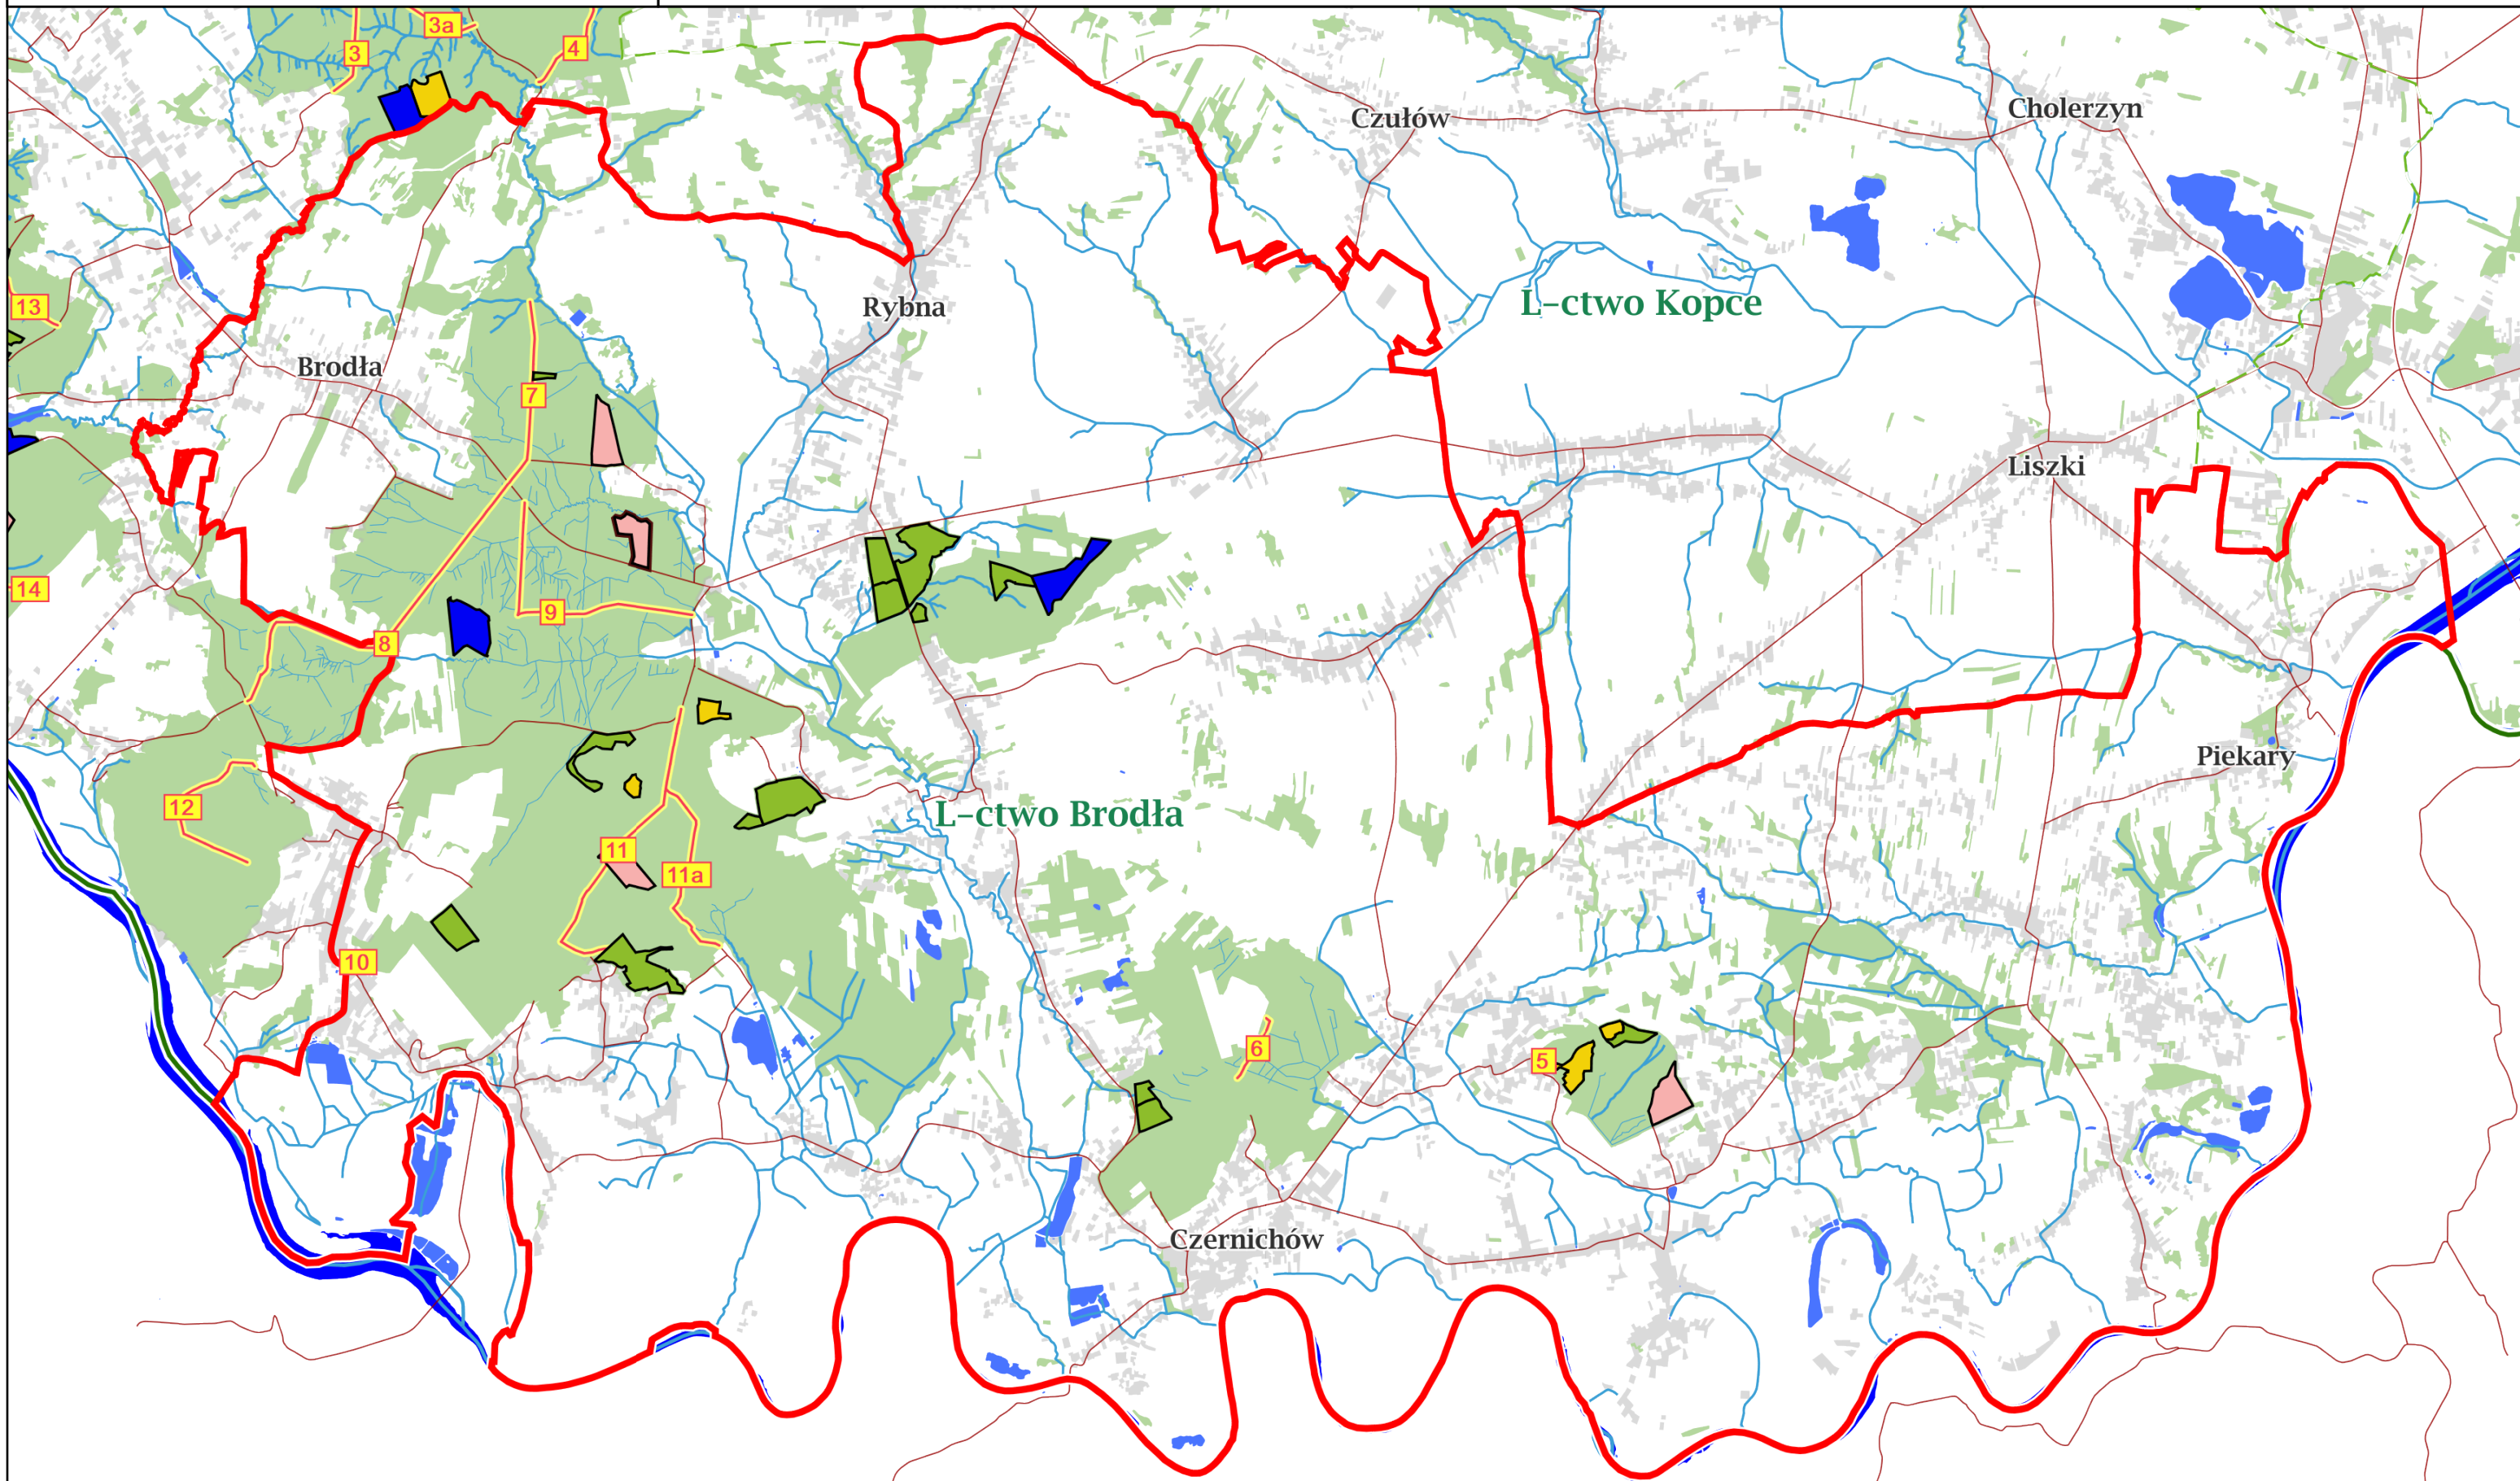 3a
3
4
Czułów
Cholerzyn
13
Rybna
L-ctwo Kopce
Brodła
7
Liszki
14
9
8
Piekary
12
L-ctwo Brodła
11
11a
10
6
5
Czernichów